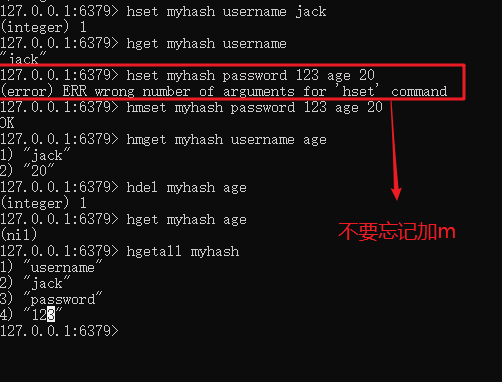 127.0.0.1:6379> hset myhash username jack
(integer) 1
127.0.0.1:6379> hget myhash username
"jack"
127.0.0.1:6379> hset myhash password 123 age 20
(error) ERR wrong number of arguments for 'hset' command
127.0.0.1:6379> hmset myhash password 123 age 20
OK
127.0.0.1:6379> hmget myhash username age
1) "jack"
2) "20"
127.0.0.1:6379> hdel myhash age
(integer) 1
127.0.0.1:6379> hget myhash age
(nil)
不要忘记加m
127.0.0.1:6379> hgetall myhash
1) "username"
2) "jack"
3) "password"
4) "123"
127.0.0.1:6379>